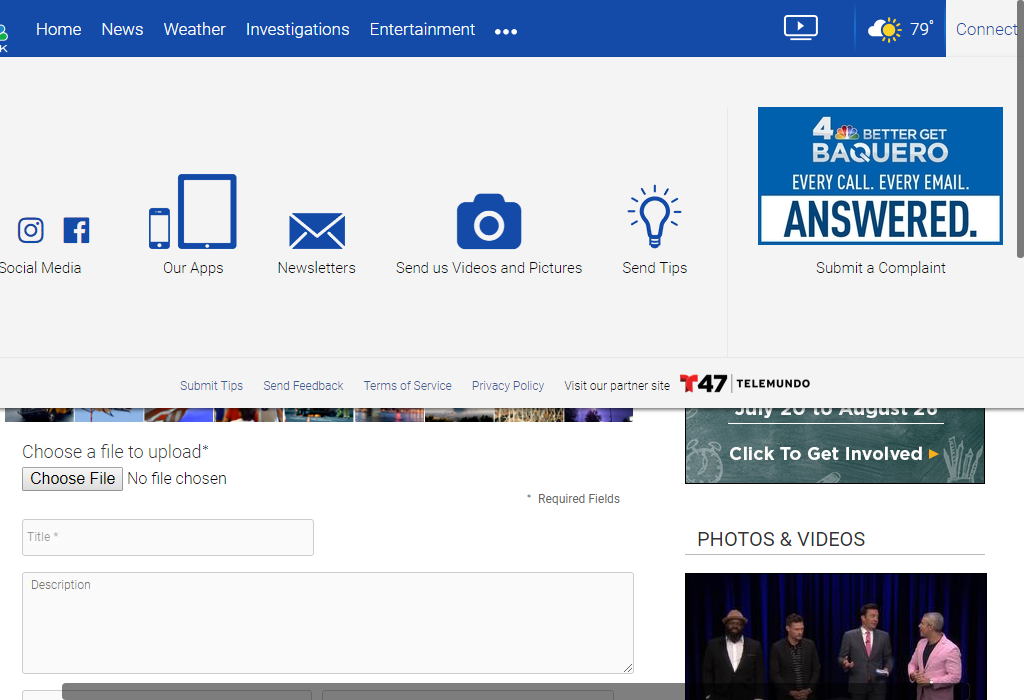 Home News Weather Investigations Entertainment ••• 79° Connect
K
4 BETTER GET
BAQUERO
EVERY CALL. EVERY EMAIL.
ANSWERED.
Social Media Our Apps Newsletters Send us Videos and Pictures Send Tips Submit a Complaint
Submit Tips Send Feedback Terms of Service Privacy Policy Visit our partner site T47 TELEMUNDO
July 20 to August 26
Click To Get Involved
Choose a file to upload*
Choose File No file chosen
* Required Fields
Title *
Description
PHOTOS & VIDEOS